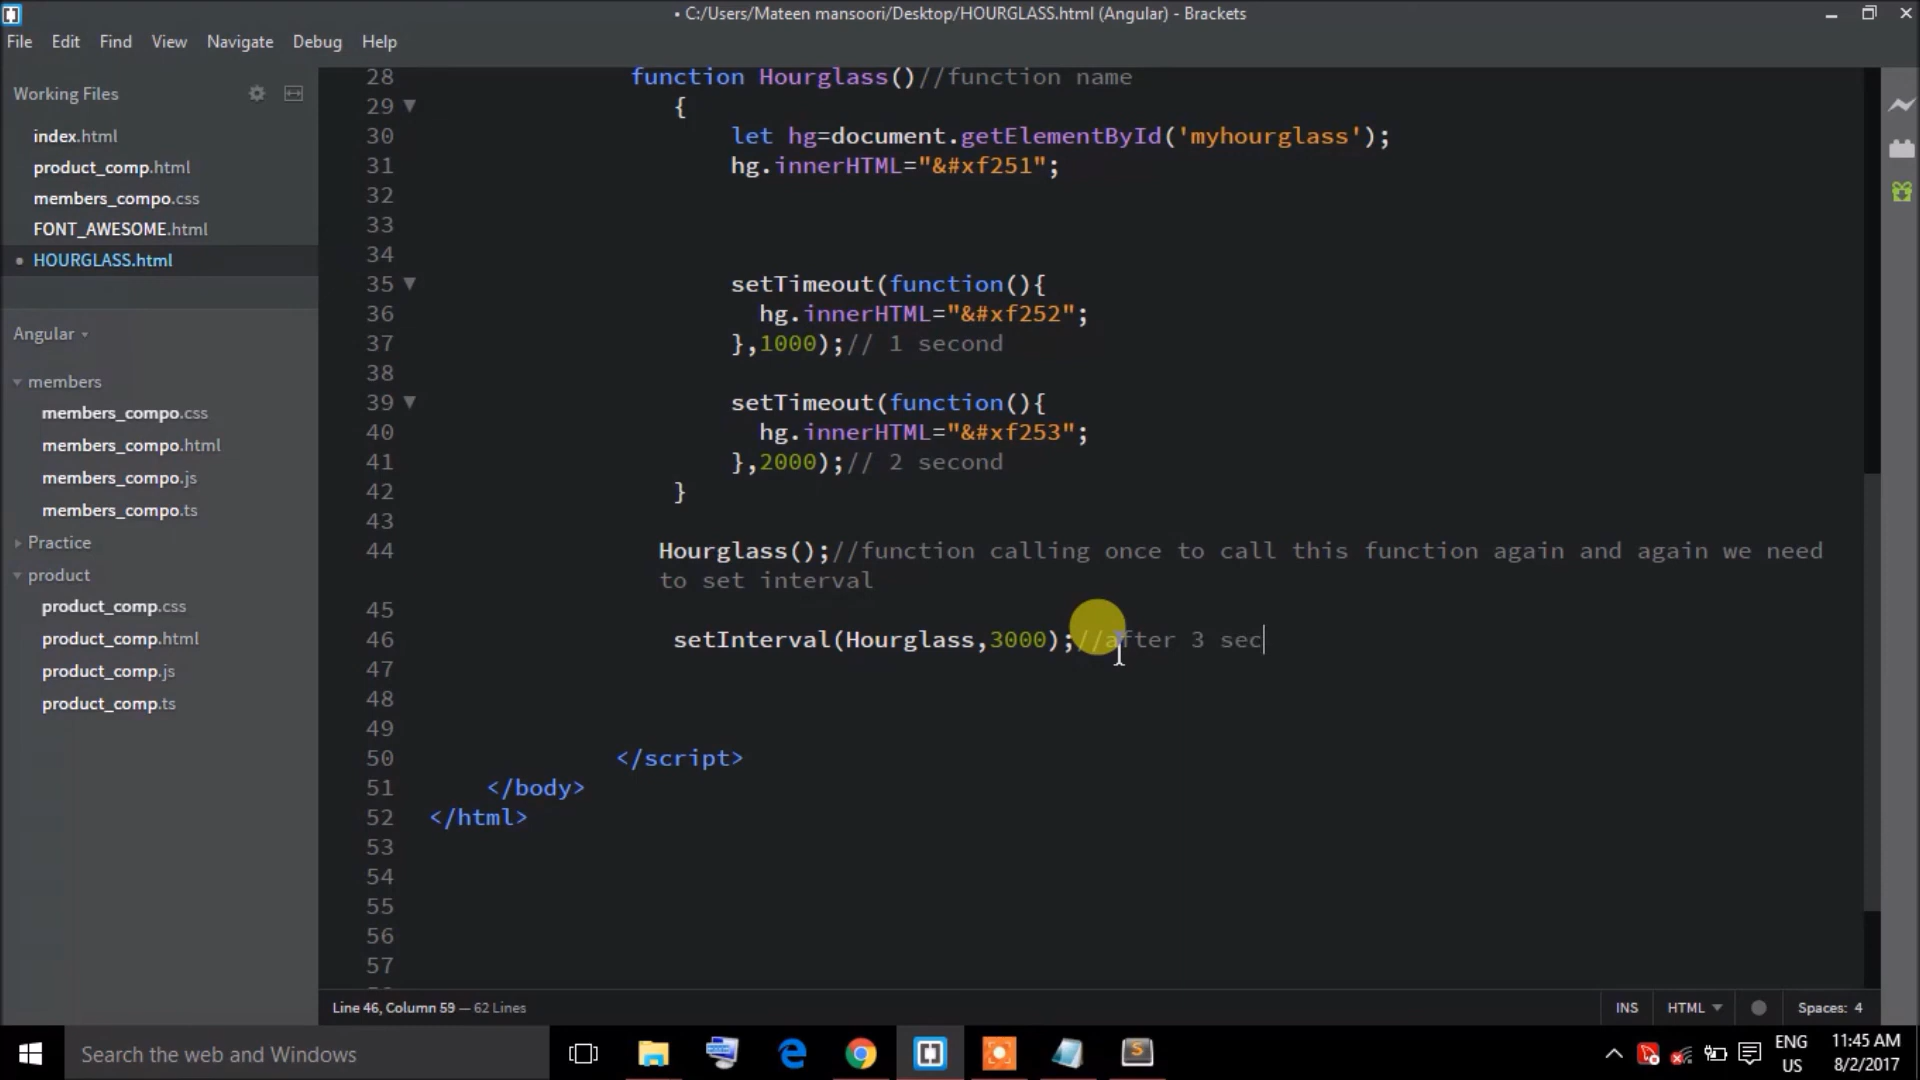 • C:/Users/Mateen mansoori/Desktop/HOURGLASS.html (Angular) - Brackets
File Edit Find View Navigate Debug Help
Working Files
index.html
product_comp.html
members_compo.css
FONT_AWESOME.html
• HOURGLASS.html
Angular
members
members_compo.css
members_compo.html
members_compo.js
members_compo.ts
Practice
product
product_comp.css
product_comp.html
product_comp.js
product_comp.ts
28 function Hourglass()//function name
29 {
30 let hg=document.getElementById('myhourglass');
31 hg.innerHTML="&#xf251";
32
33
34
35 setTimeout(function(){
36 hg.innerHTML="&#xf252";
37 },1000);// 1 second
38
39 setTimeout(function(){
40 hg.innerHTML="&#xf253";
41 },2000);// 2 second
42 }
43
44 Hourglass();//function calling once to call this function again and again we need
to set interval
45
46 setInterval(Hourglass,3000);//after 3 sec
47
48
49
50 </script>
51 </body>
52 </html>
53
54
55
56
57
Line 46, Column 59 — 62 Lines
INS HTML Spaces: 4
Search the web and Windows
ENG
US
11:45 AM
8/2/2017